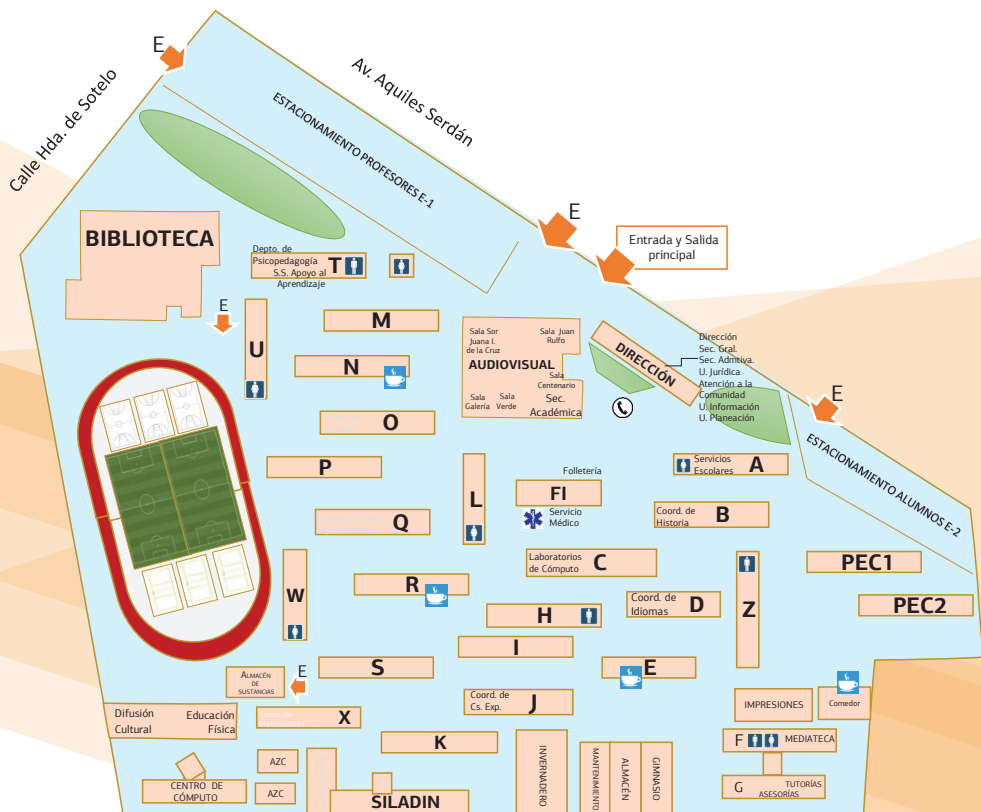 E
Calle Hda. de Sotelo
Av. Aquiles Serdán
ESTACIONAMIENTO PROFESORES E-1
E
Entrada y Salida
principal
BIBLIOTECA
Depto. de
Psicopedagogía
S.S. Apoyo al
Aprendizaje
T
E
U
M
N
O
P
Q
R
S
W
Sala Sor
Juana I.
de la Cruz
Sala Juan
Rulfo
AUDIOVISUAL
Sala
Centenario
Sala
Galería
Sala
Verde
Sec.
Académica
DIRECCIÓN
Dirección
Sec. Gral.
Sec. Admtiva.
U. Jurídica
Atención a la
Comunidad
U. Información
U. Planeación
E
ESTACIONAMIENTO ALUMNOS E-2
Servicios
Escolares
A
L
Folletería
FI
Servicio
Médico
Coord. de
Historia
B
Laboratorios
de Cómputo
C
Z
PEC1
PEC2
Coord. de
Idiomas
D
H
I
E
Coord. de
Cs. Exp.
J
K
ALMACÉN
DE
SUSTANCIAS
E
X
Difusión
Cultural
Educación
Física
AZC
AZC
CENTRO DE
CÓMPUTO
SILADIN
INVERNADERO
MANTENIMIENTO
ALMACÉN
GIMNASIO
IMPRESIONES
Comedor
F
MEDIATECA
G
TUTORÍAS
ASESORÍAS